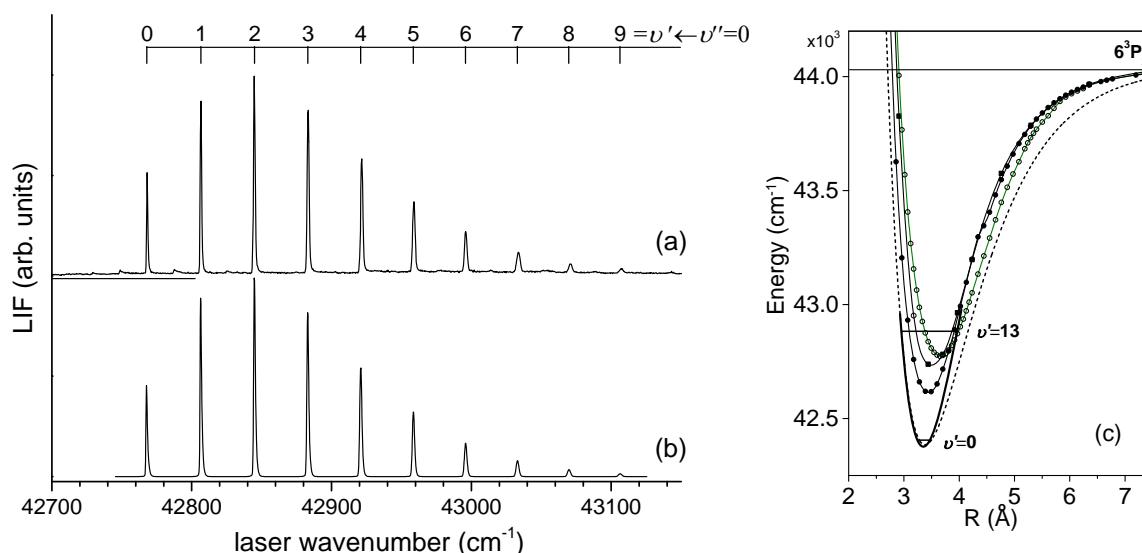 0 1 2 3 4 5 6 7 8 9 =υ'←υ''=0
LIF (arb. units)
(a)
(b)
42700 42800 42900 43000 43100
laser wavenumber (cm⁻¹)
x10³
6³P
44.0
43.5
43.0
42.5
Energy (cm⁻¹)
υ'=13
υ'=0
(c)
2 3 4 5 6 7
R (Å)